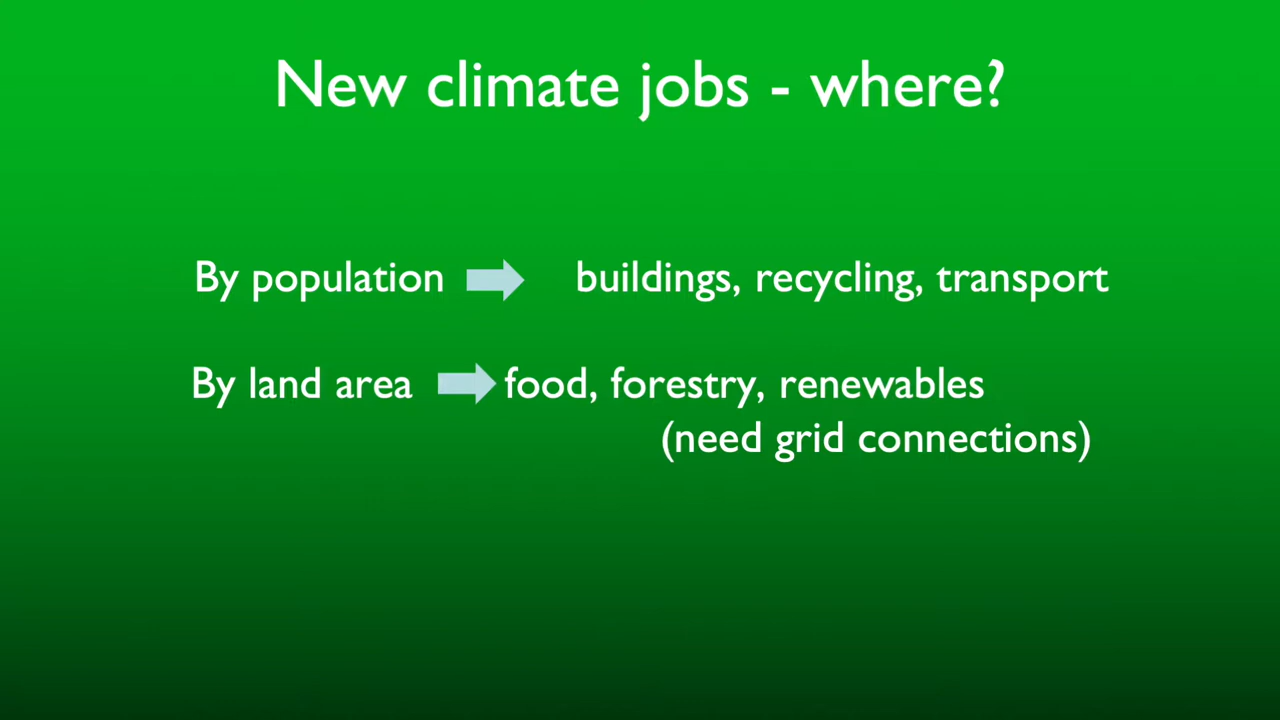 New climate jobs - where?
By population buildings, recycling, transport
By land area food, forestry, renewables
(need grid connections)